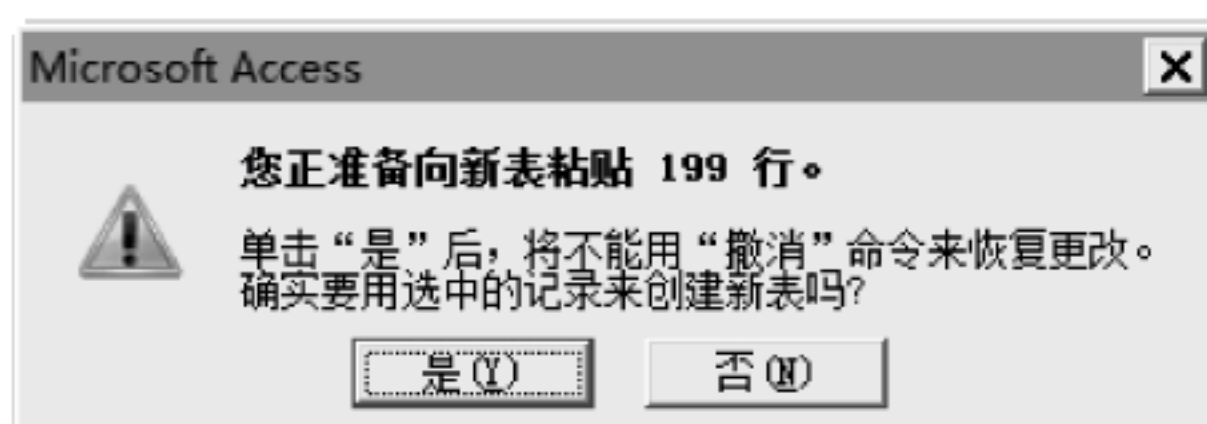 Microsoft Access
您正准备向新表粘贴 199 行。
单击“是”后，将不能用“撤消”命令来恢复更改。
确实要用选中的记录来创建新表吗?
是(Y)
否(N)